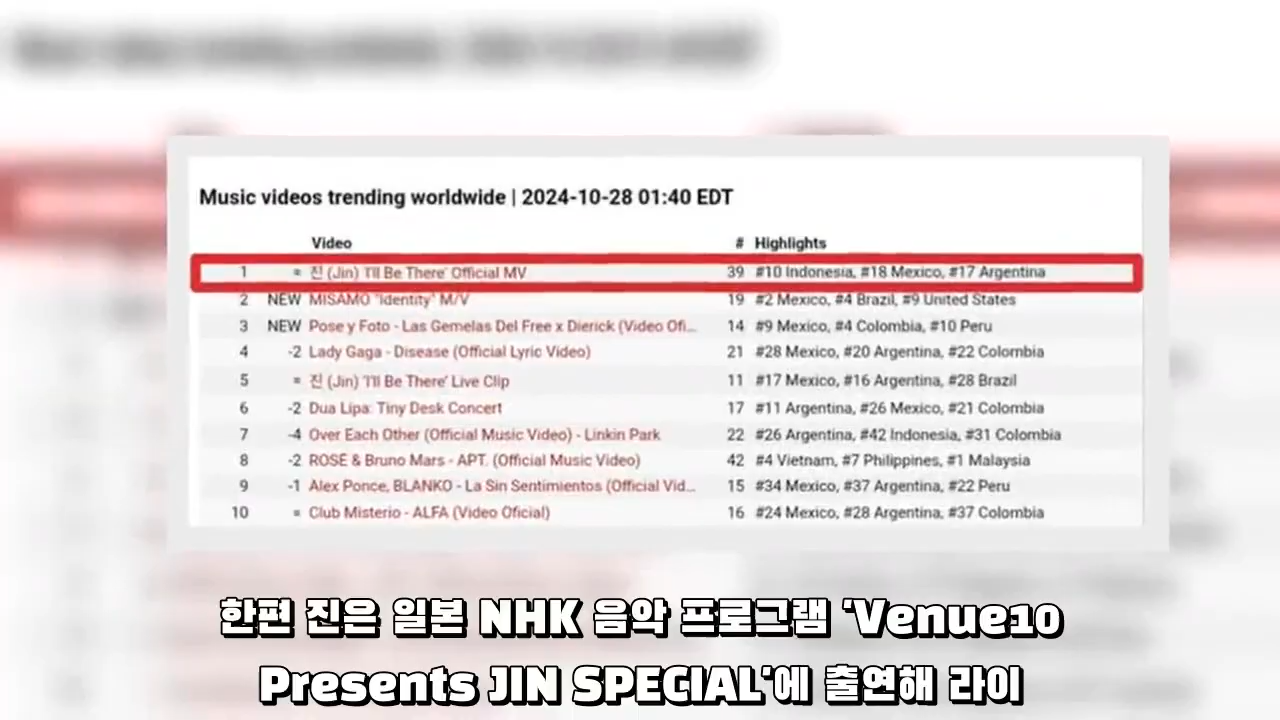 Music videos trending worldwide | 2024-10-28 01:40 EDT
Video # Highlights
1 = 진 (Jin) 'I'll Be There' Official MV 39 #10 Indonesia, #18 Mexico, #17 Argentina
2 NEW MISAMO "Identity" M/V 19 #2 Mexico, #4 Brazil, #9 United States
3 NEW Pose y Foto - Las Gemelas Del Free x Dierick (Video Ofi... 14 #9 Mexico, #4 Colombia, #10 Peru
4 -2 Lady Gaga - Disease (Official Lyric Video) 21 #28 Mexico, #20 Argentina, #22 Colombia
5 = 진 (Jin) 'I'll Be There' Live Clip 11 #17 Mexico, #16 Argentina, #28 Brazil
6 -2 Dua Lipa: Tiny Desk Concert 17 #11 Argentina, #26 Mexico, #21 Colombia
7 -4 Over Each Other (Official Music Video) - Linkin Park 22 #26 Argentina, #42 Indonesia, #31 Colombia
8 -2 ROSÉ & Bruno Mars - APT. (Official Music Video) 42 #4 Vietnam, #7 Philippines, #1 Malaysia
9 -1 Alex Ponce, BLANKO - La Sin Sentimientos (Official Vid... 15 #34 Mexico, #37 Argentina, #22 Peru
10 = Club Misterio - ALFA (Video Oficial) 16 #24 Mexico, #28 Argentina, #37 Colombia
한편 진은 일본 NHK 음악 프로그램 'Venue10
Presents JIN SPECIAL'에 출연해 라이